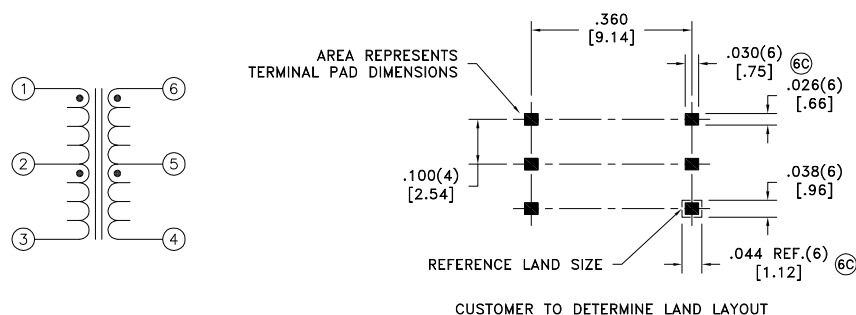 1
2
3
6
5
4
AREA REPRESENTS
TERMINAL PAD DIMENSIONS
.360
[9.14]
.030(6)
[.75]
6C
.026(6)
[.66]
.100(4)
[2.54]
.038(6)
[.96]
REFERENCE LAND SIZE
.044 REF.(6)
[1.12]
6C
CUSTOMER TO DETERMINE LAND LAYOUT